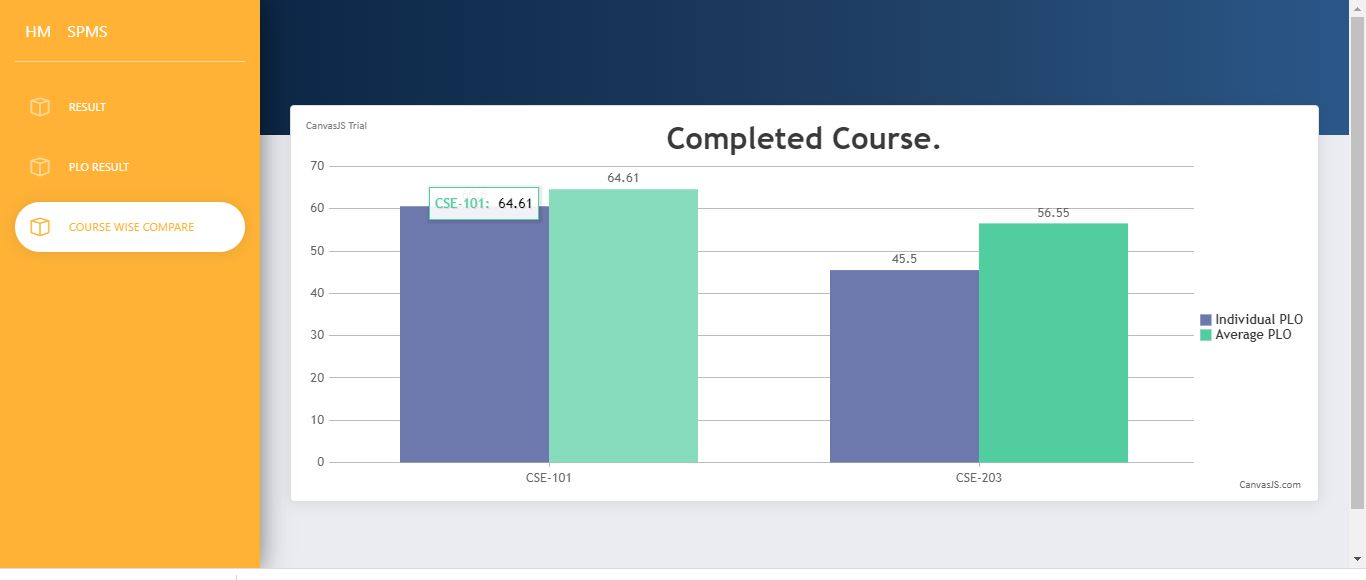 HM SPMS
RESULT
PLO RESULT
COURSE WISE COMPARE
CanvasJS Trial
Completed Course.
70
60
50
40
30
20
10
0
64.61
CSE-101: 64.61
56.55
45.5
CSE-101
CSE-203
Individual PLO
Average PLO
CanvasJS.com